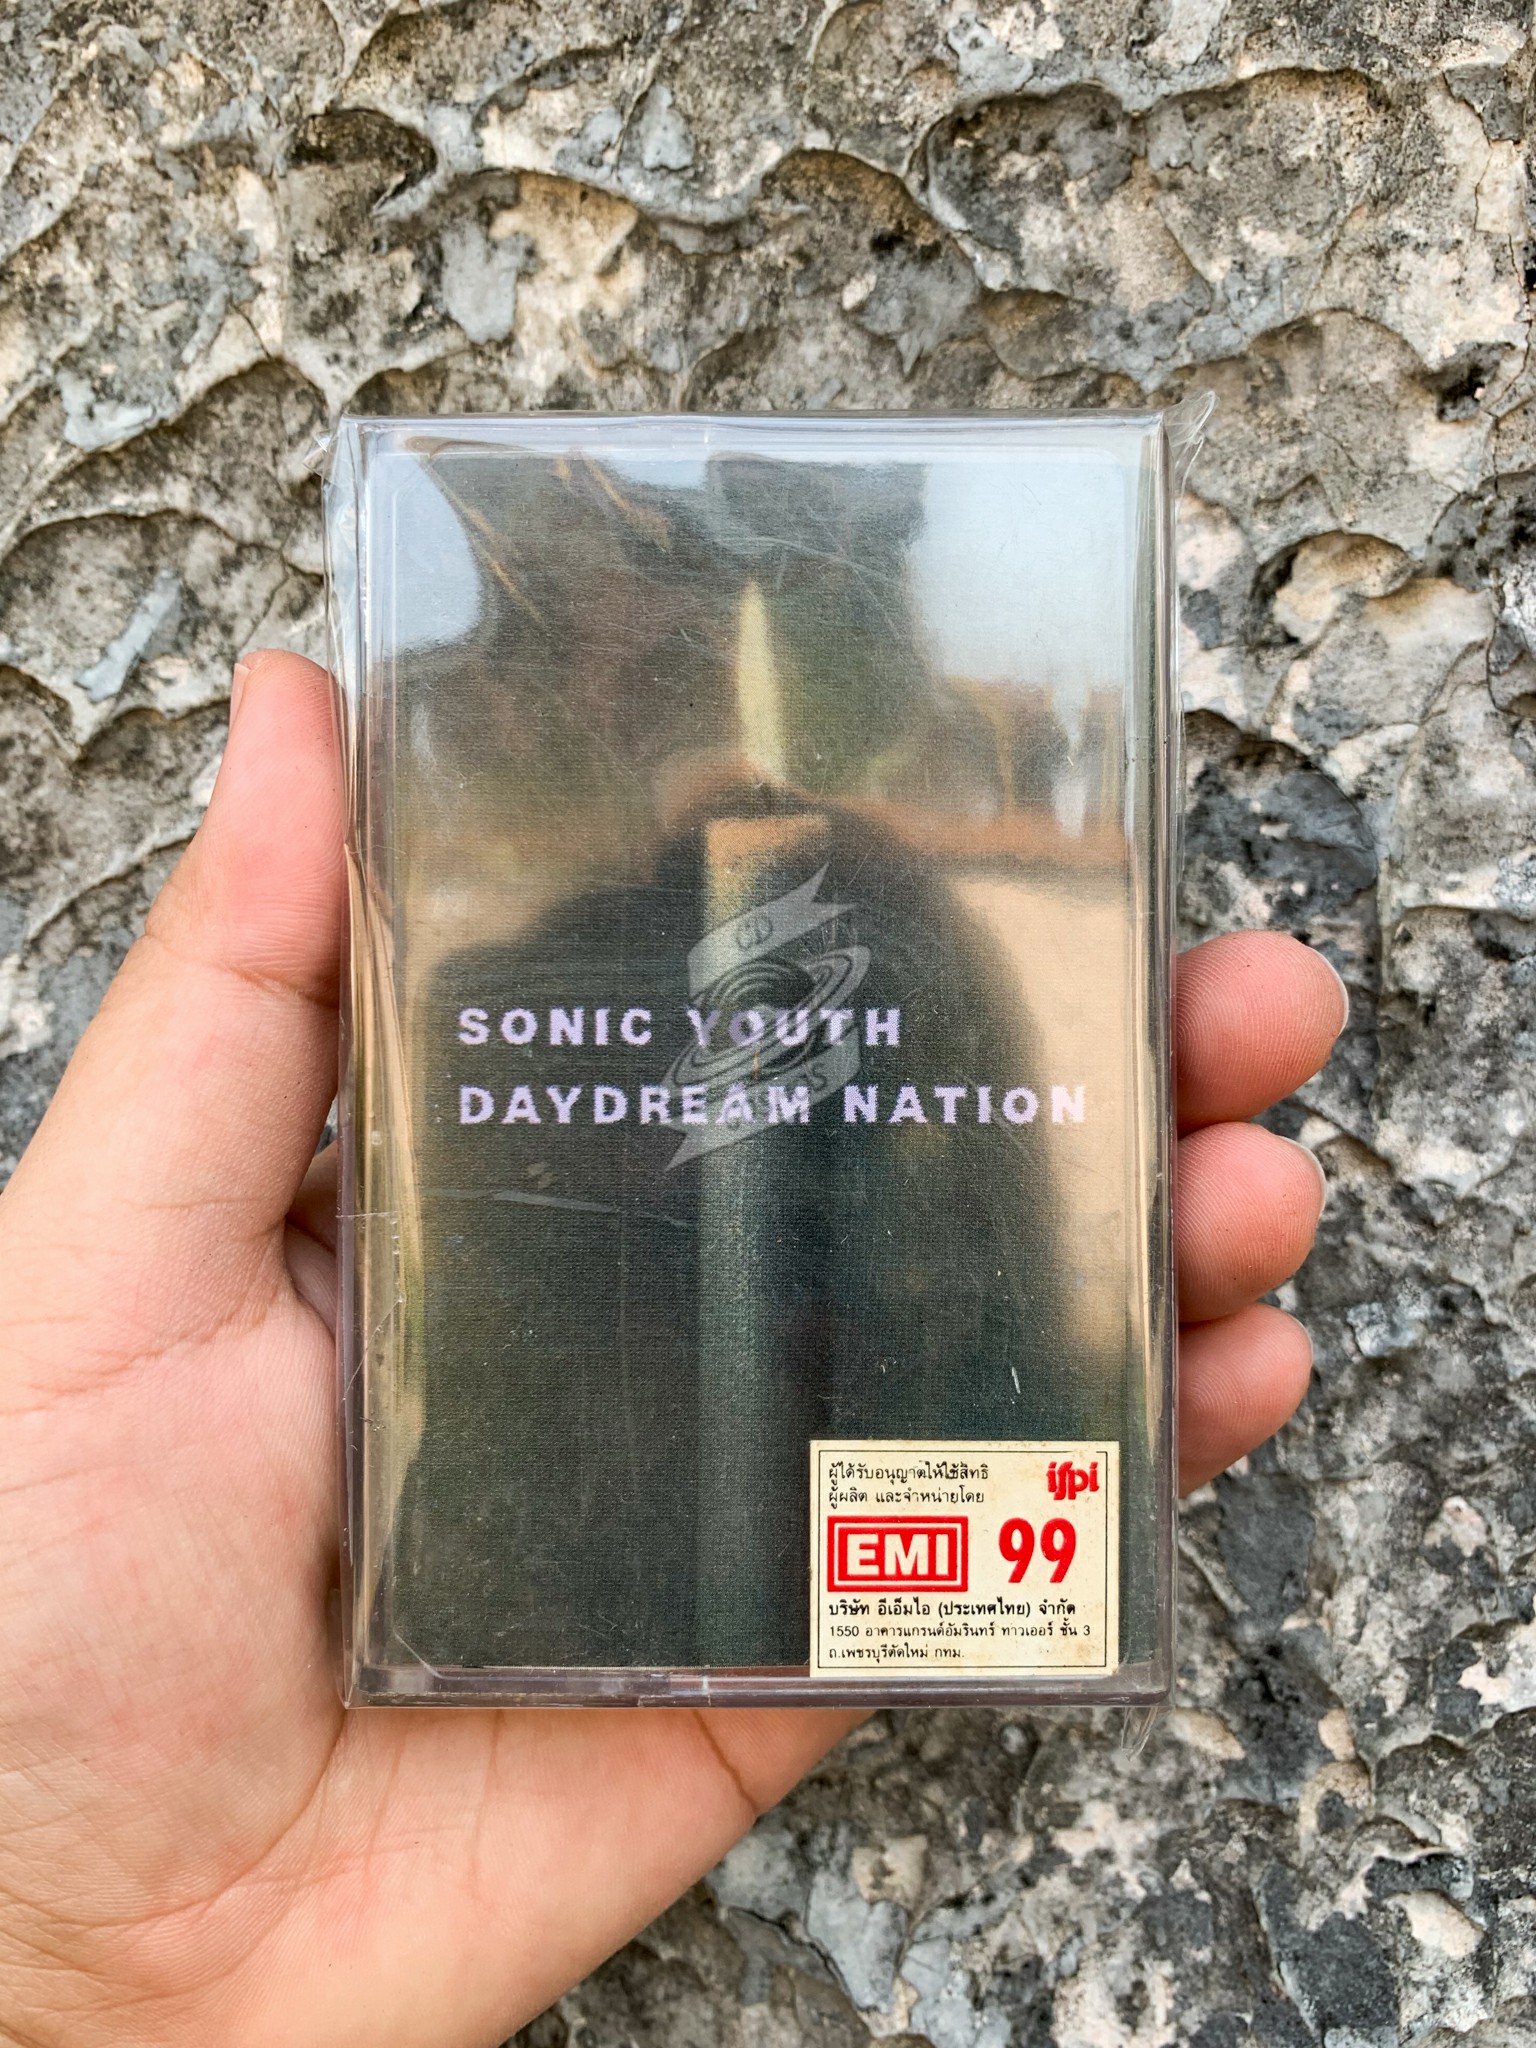 CD
SONIC YOUTH
DAYDREAM NATION
ผู้ได้รับอนุญาตให้ใช้สิทธิ
ผู้ผลิต และจำหน่ายโดย
ifpi
EMI 99
บริษัท อีเอ็มไอ (ประเทศไทย) จำกัด
1550 อาคารแกรนด์อัมรินทร์ ทาวเออร์ ชั้น 3
ถ.เพชรบุรีตัดใหม่ กทม.